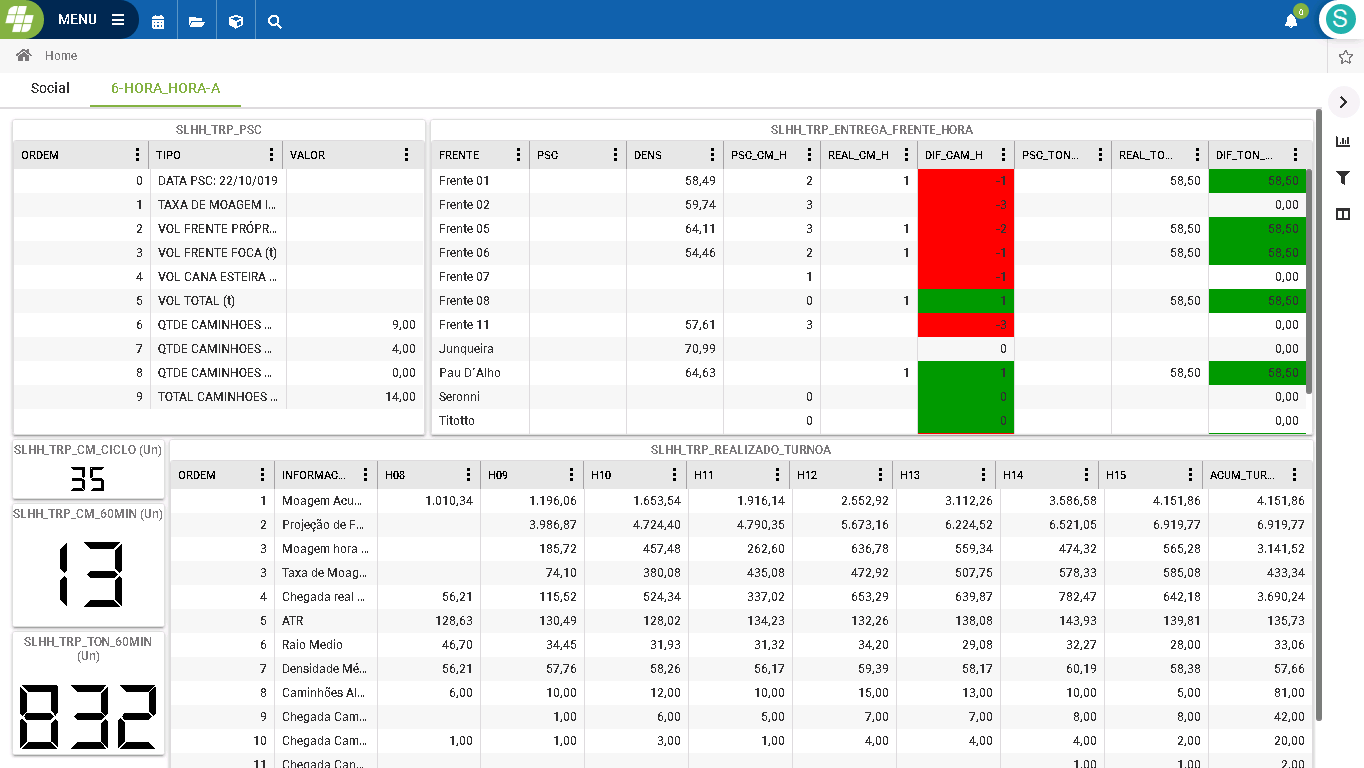 MENU
0
S
Home
Social 6-HORA_HORA-A
SLHH_TRP_PSC
ORDEM TIPO VALOR
0 DATA PSC: 22/10/019
1 TAXA DE MOAGEM I...
2 VOL FRENTE PRÓPR...
3 VOL FRENTE FOCA (t)
4 VOL CANA ESTEIRA ...
5 VOL TOTAL (t)
6 QTDE CAMINHOES ... 9,00
7 QTDE CAMINHOES ... 4,00
8 QTDE CAMINHOES ... 0,00
9 TOTAL CAMINHOES ... 14,00
SLHH_TRP_ENTREGA_FRENTE_HORA
FRENTE PSC DENS PSC_CM_H REAL_CM_H DIF_CAM_H PSC_TON... REAL_TO... DIF_TON_...
Frente 01 58,49 2 1 -1 58,50 58,50
Frente 02 59,74 3 -3 0,00
Frente 05 64,11 3 1 -2 58,50 58,50
Frente 06 54,46 2 1 -1 58,50 58,50
Frente 07 1 -1 0,00
Frente 08 0 1 1 58,50 58,50
Frente 11 57,61 3 -3 0,00
Junqueira 70,99 0 0,00
Pau D´Alho 64,63 1 1 58,50 58,50
Seronni 0 0 0,00
Titotto 0 0 0,00
SLHH_TRP_CM_CICLO (Un)
35
SLHH_TRP_CM_60MIN (Un)
13
SLHH_TRP_TON_60MIN
(Un)
832
SLHH_TRP_REALIZADO_TURNOA
ORDEM INFORMAC... H08 H09 H10 H11 H12 H13 H14 H15 ACUM_TUR...
1 Moagem Acu... 1.010,34 1.196,06 1.653,54 1.916,14 2.552,92 3.112,26 3.586,58 4.151,86 4.151,86
2 Projeção de F... 3.986,87 4.724,40 4.790,35 5.673,16 6.224,52 6.521,05 6.919,77 6.919,77
3 Moagem hora ... 185,72 457,48 262,60 636,78 559,34 474,32 565,28 3.141,52
3 Taxa de Moag... 74,10 380,08 435,08 472,92 507,75 578,33 585,08 433,34
4 Chegada real ... 56,21 115,52 524,34 337,02 653,29 639,87 782,47 642,18 3.690,24
5 ATR 128,63 130,49 128,02 134,23 132,26 138,08 143,93 139,81 135,73
6 Raio Medio 46,70 34,45 31,93 31,32 34,20 29,08 32,27 28,00 33,06
7 Densidade Mé... 56,21 57,76 58,26 56,17 59,39 58,17 60,19 58,38 57,66
8 Caminhões Al... 6,00 10,00 12,00 10,00 15,00 13,00 10,00 5,00 81,00
9 Chegada Cam... 1,00 6,00 5,00 7,00 7,00 8,00 8,00 42,00
10 Chegada Cam... 1,00 1,00 3,00 1,00 4,00 4,00 4,00 2,00 20,00
11 Chegada Can... 1,00 1,00 2,00